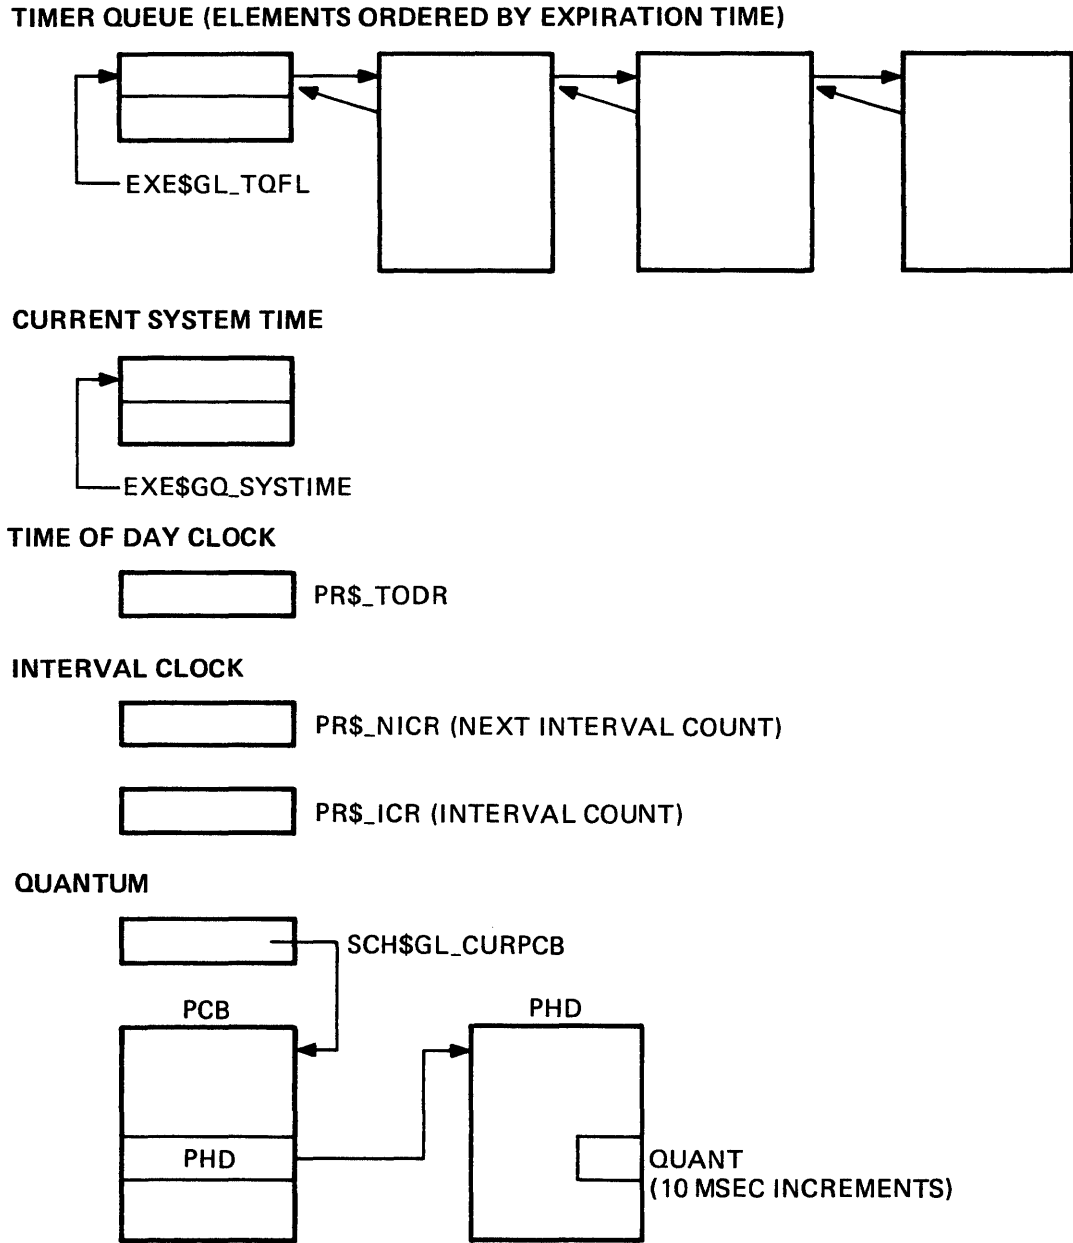 TIMER QUEUE (ELEMENTS ORDERED BY EXPIRATION TIME)
EXE$GL_TQFL
CURRENT SYSTEM TIME
EXE$GQ_SYSTIME
TIME OF DAY CLOCK
PR$_TODR
INTERVAL CLOCK
PR$_NICR (NEXT INTERVAL COUNT)
PR$_ICR (INTERVAL COUNT)
QUANTUM
SCH$GL_CURPCB
PCB
PHD
PHD
QUANT
(10 MSEC INCREMENTS)